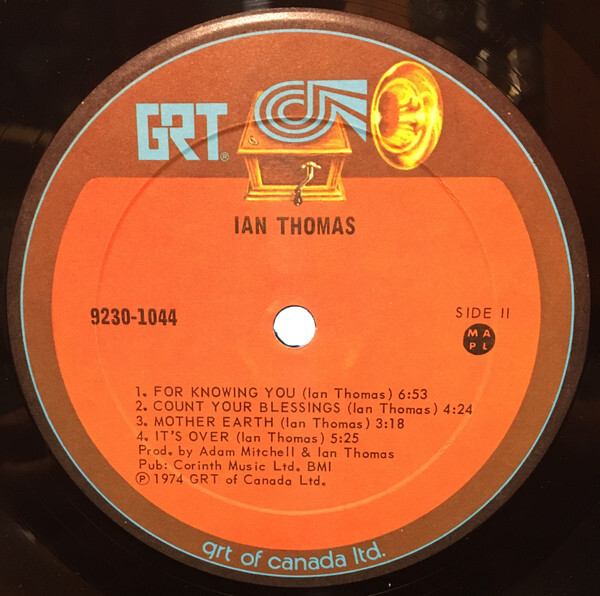 GRT®
IAN THOMAS
9230-1044
SIDE II
MA
PL
1. FOR KNOWING YOU (Ian Thomas) 6:53
2. COUNT YOUR BLESSINGS (Ian Thomas) 4:24
3. MOTHER EARTH (Ian Thomas) 3:18
4. IT'S OVER (Ian Thomas) 5:25
Prod. by Adam Mitchell & Ian Thomas
Pub: Corinth Music Ltd. BMI
Ⓟ 1974 GRT of Canada Ltd.
grt of canada ltd.